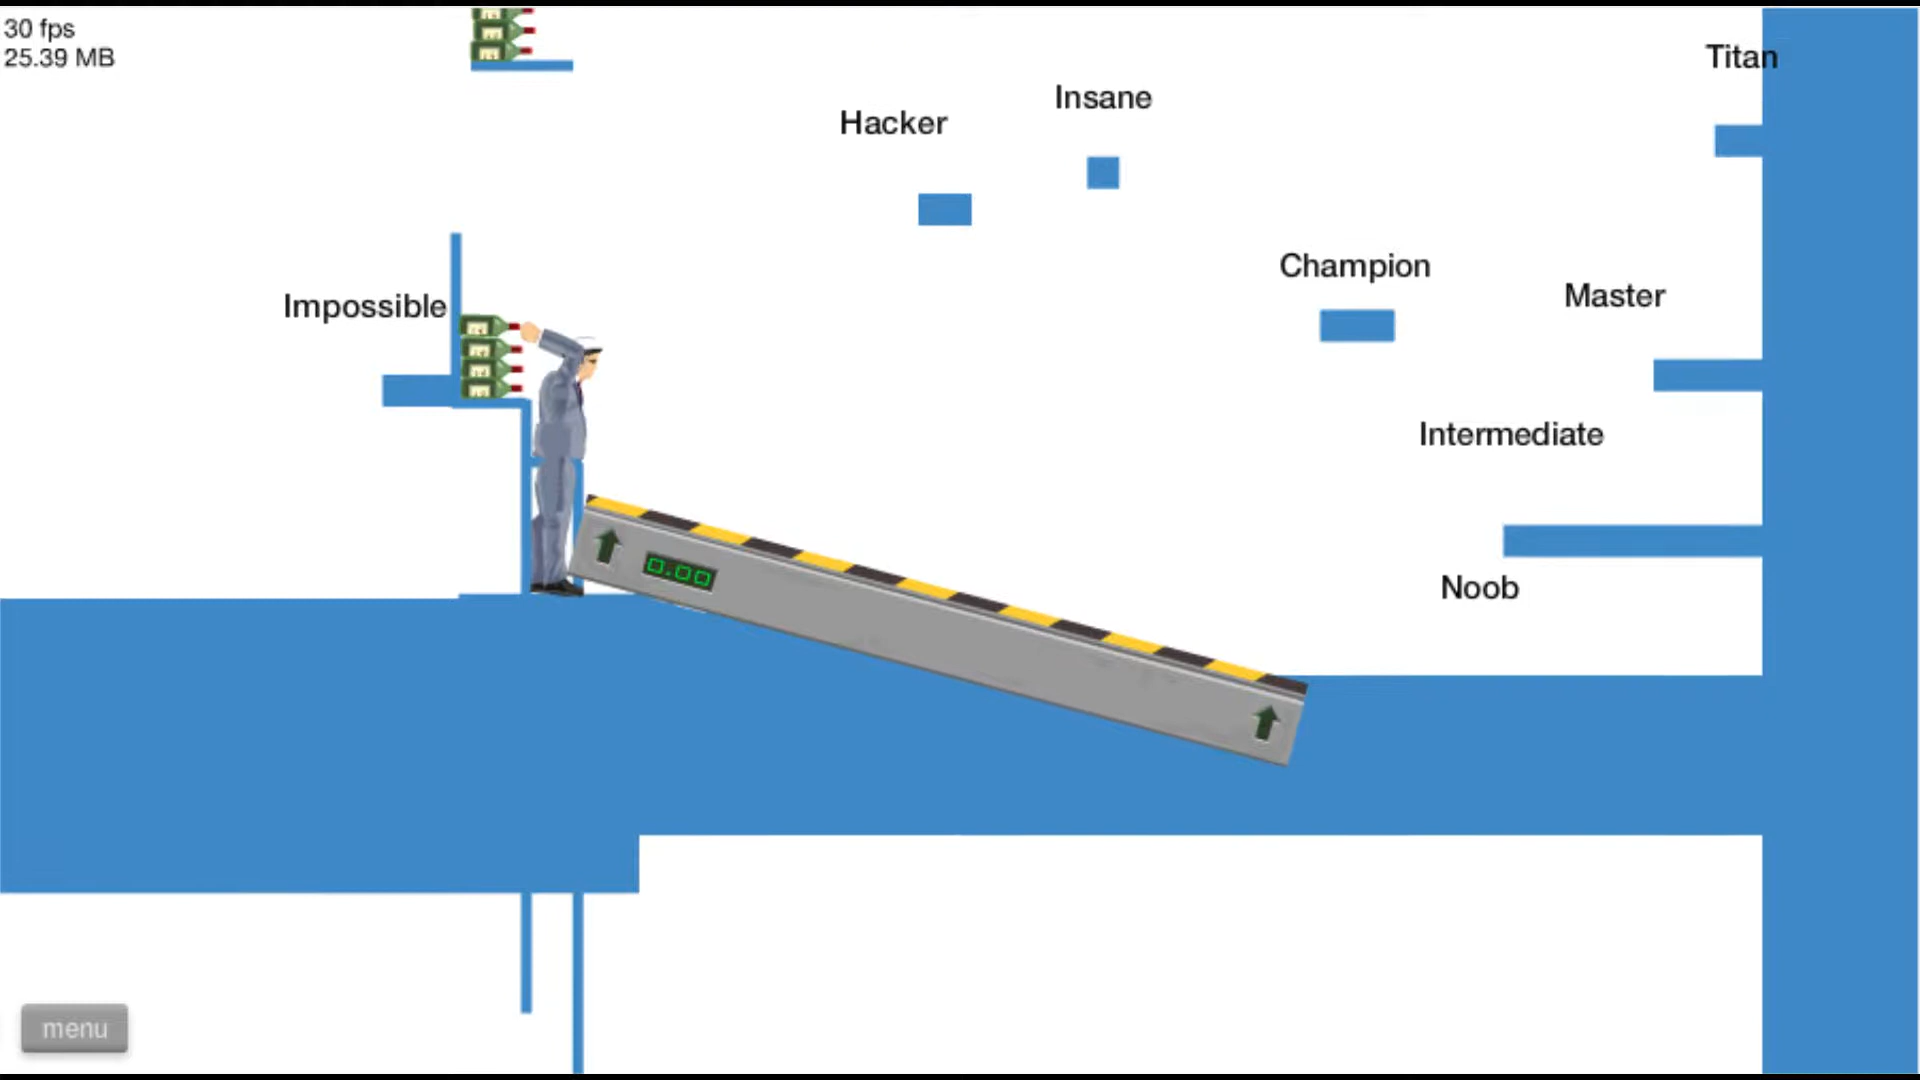 30 fps
25.39 MB
Titan
Insane
Hacker
Champion
Master
Impossible
Intermediate
0.00
Noob
menu